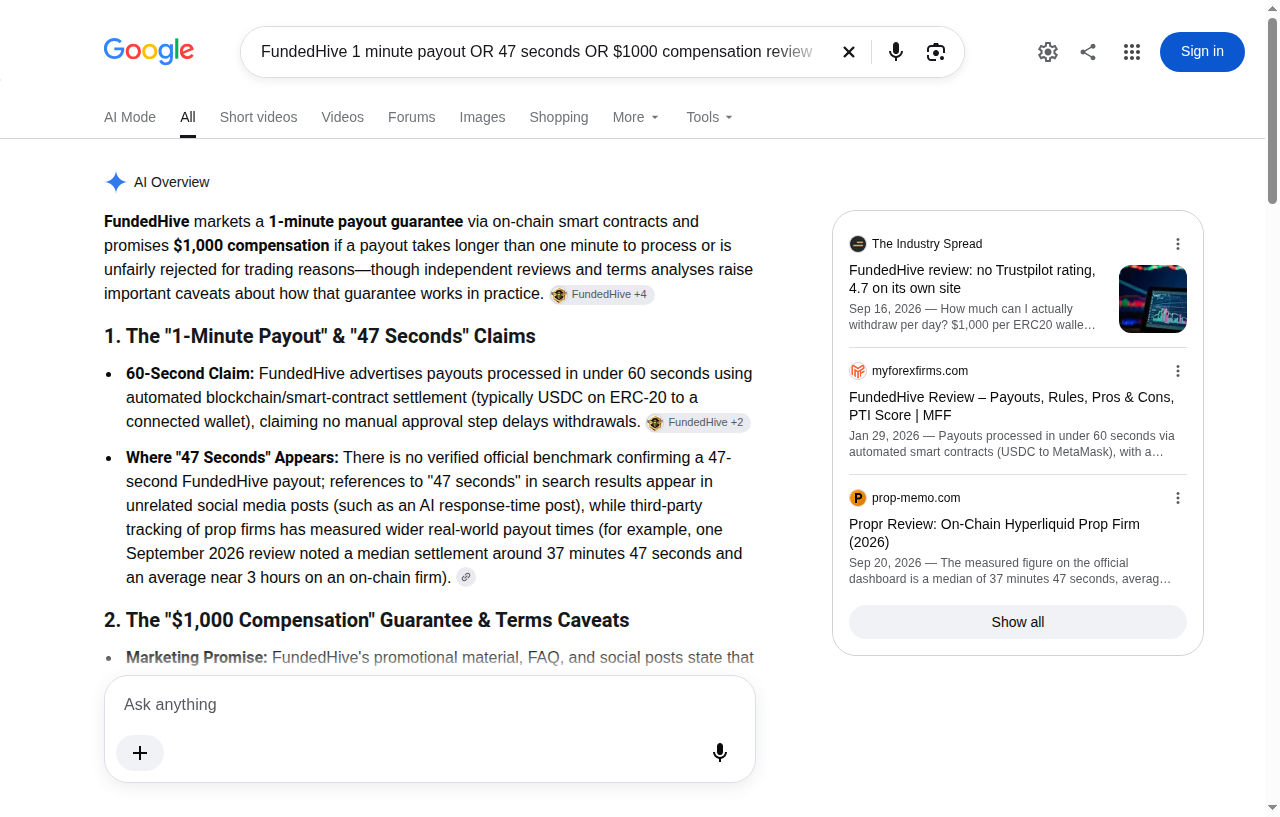 Google
FundedHive 1 minute payout OR 47 seconds OR $1000 compensation review
Sign in
AI Mode
All
Short videos
Videos
Forums
Images
Shopping
More
Tools
AI Overview
FundedHive markets a 1-minute payout guarantee via on-chain smart contracts and
promises $1,000 compensation if a payout takes longer than one minute to process or is
unfairly rejected for trading reasons—though independent reviews and terms analyses raise
important caveats about how that guarantee works in practice. FundedHive +4
1. The "1-Minute Payout" & "47 Seconds" Claims
• 60-Second Claim: FundedHive advertises payouts processed in under 60 seconds using
automated blockchain/smart-contract settlement (typically USDC on ERC-20 to a
connected wallet), claiming no manual approval step delays withdrawals. FundedHive +2
• Where "47 Seconds" Appears: There is no verified official benchmark confirming a 47-
second FundedHive payout; references to "47 seconds" in search results appear in
unrelated social media posts (such as an AI response-time post), while third-party
tracking of prop firms has measured wider real-world payout times (for example, one
September 2026 review noted a median settlement around 37 minutes 47 seconds and
an average near 3 hours on an on-chain firm).
2. The "$1,000 Compensation" Guarantee & Terms Caveats
• Marketing Promise: FundedHive's promotional material, FAQ, and social posts state that
Ask anything
The Industry Spread
FundedHive review: no Trustpilot rating,
4.7 on its own site
Sep 16, 2026 — How much can I actually
withdraw per day? $1,000 per ERC20 walle…
myforexfirms.com
FundedHive Review – Payouts, Rules, Pros & Cons,
PTI Score | MFF
Jan 29, 2026 — Payouts processed in under 60 seconds via
automated smart contracts (USDC to MetaMask), with a…
prop-memo.com
Propr Review: On-Chain Hyperliquid Prop Firm
(2026)
Sep 20, 2026 — The measured figure on the official
dashboard is a median of 37 minutes 47 seconds, averag…
Show all